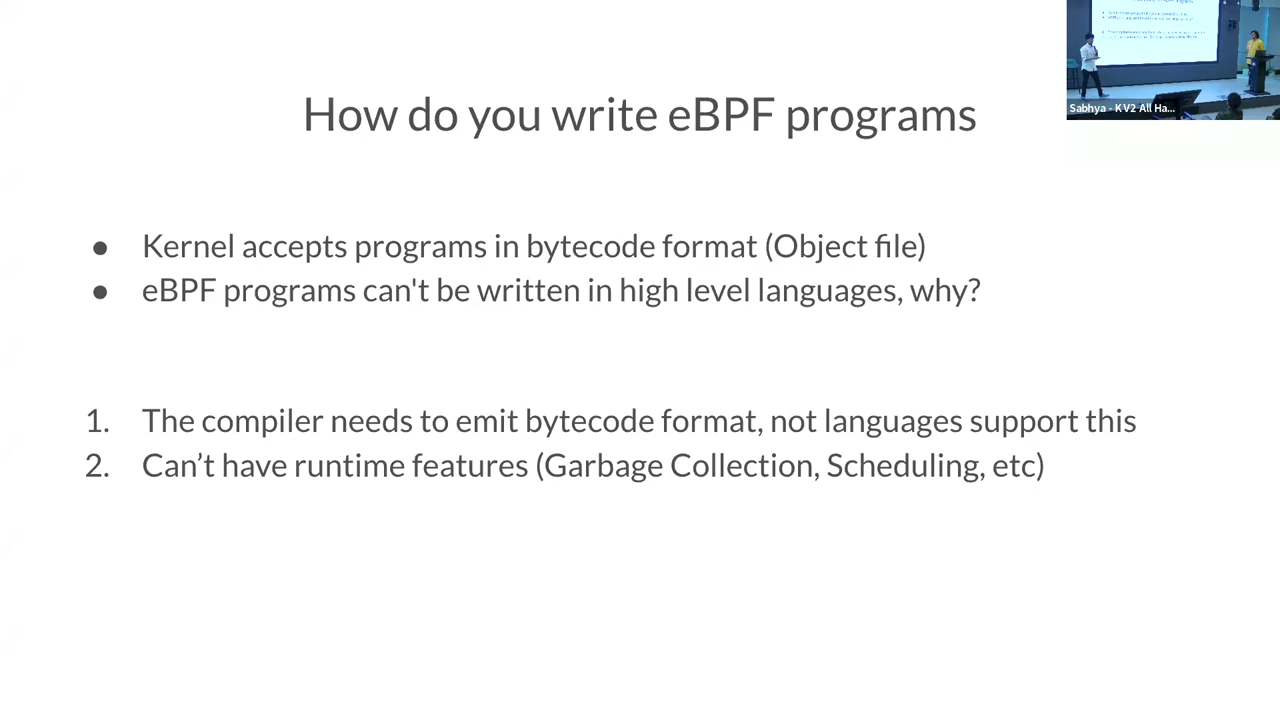 How do you write eBPF programs
Sabhya - KV2 All Ha...
● Kernel accepts programs in bytecode format (Object file)
● eBPF programs can't be written in high level languages, why?
1. The compiler needs to emit bytecode format, not languages support this
2. Can’t have runtime features (Garbage Collection, Scheduling, etc)